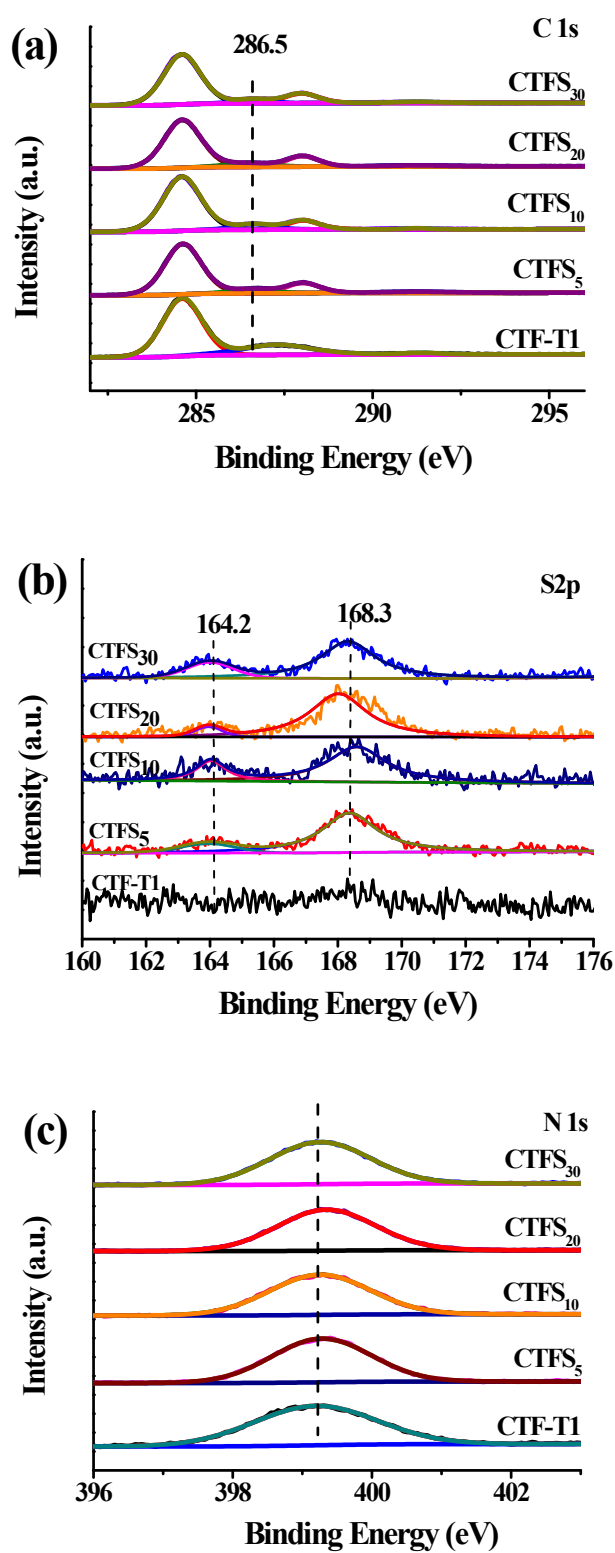 (a)
286.5
C 1s
CTFS30
CTFS20
CTFS10
CTFS5
CTF-T1
Intensity (a.u.)
285 290 295
Binding Energy (eV)
(b)
164.2
168.3
S2p
CTFS30
CTFS20
CTFS10
CTFS5
CTF-T1
Intensity (a.u.)
160 162 164 166 168 170 172 174 176
Binding Energy (eV)
(c)
N 1s
CTFS30
CTFS20
CTFS10
CTFS5
CTF-T1
Intensity (a.u.)
396 398 400 402
Binding Energy (eV)